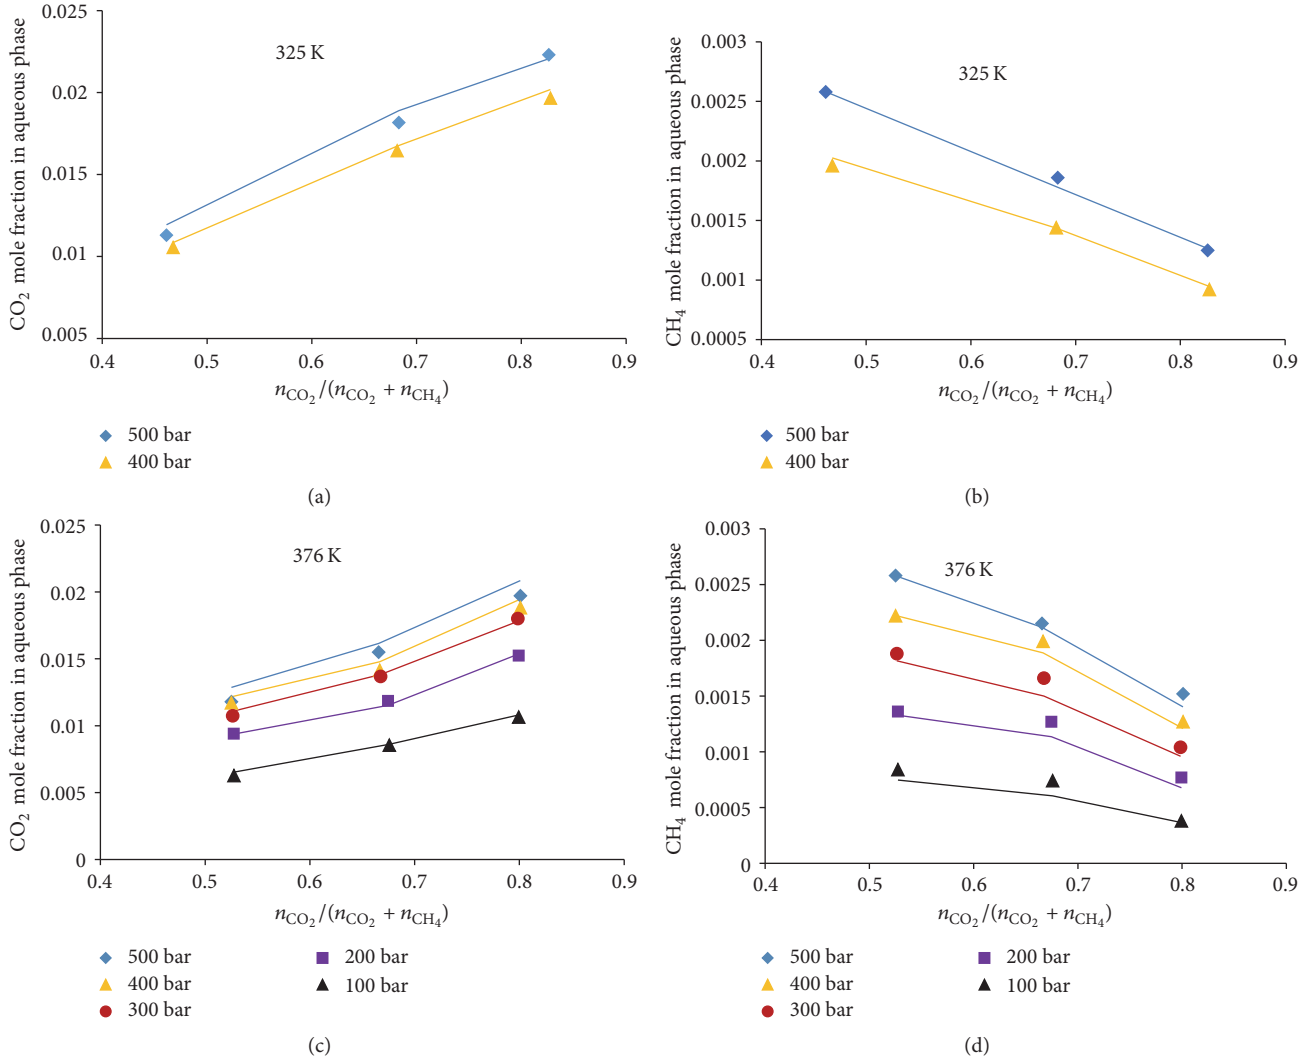 CO2 mole fraction in aqueous phase
0.025
0.02
0.015
0.01
0.005
325 K
0.4 0.5 0.6 0.7 0.8 0.9
nCO2/(nCO2 + nCH4)
500 bar
400 bar
(a)
CH4 mole fraction in aqueous phase
0.003
0.0025
0.002
0.0015
0.001
0.0005
325 K
0.4 0.5 0.6 0.7 0.8 0.9
nCO2/(nCO2 + nCH4)
500 bar
400 bar
(b)
CO2 mole fraction in aqueous phase
0.025
0.02
0.015
0.01
0.005
0
376 K
0.4 0.5 0.6 0.7 0.8 0.9
nCO2/(nCO2 + nCH4)
500 bar 200 bar
400 bar 100 bar
300 bar
(c)
CH4 mole fraction in aqueous phase
0.003
0.0025
0.002
0.0015
0.001
0.0005
0
376 K
0.4 0.5 0.6 0.7 0.8 0.9
nCO2/(nCO2 + nCH4)
500 bar 200 bar
400 bar 100 bar
300 bar
(d)